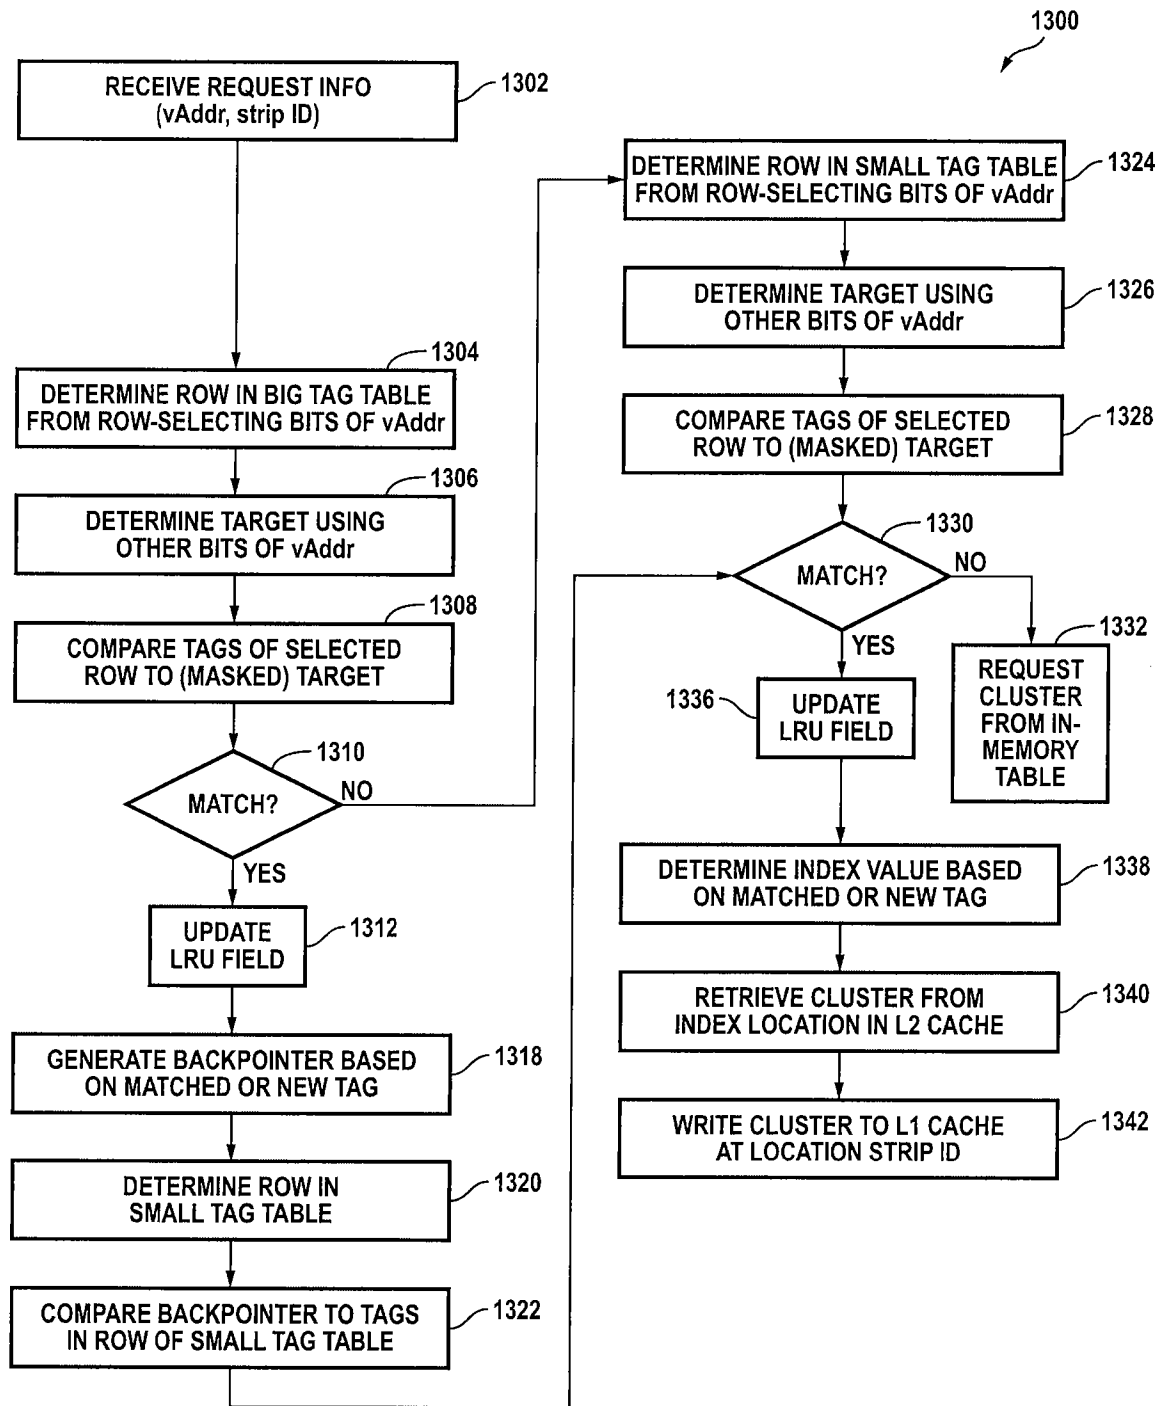 1300
RECEIVE REQUEST INFO
(vAddr, strip ID)
1302
1304
DETERMINE ROW IN BIG TAG TABLE
FROM ROW-SELECTING BITS OF vAddr
1306
DETERMINE TARGET USING
OTHER BITS OF vAddr
1308
COMPARE TAGS OF SELECTED
ROW TO (MASKED) TARGET
1310
MATCH?
NO
YES
UPDATE
LRU FIELD
1312
GENERATE BACKPOINTER BASED
ON MATCHED OR NEW TAG
1318
DETERMINE ROW IN
SMALL TAG TABLE
1320
COMPARE BACKPOINTER TO TAGS
IN ROW OF SMALL TAG TABLE
1322
DETERMINE ROW IN SMALL TAG TABLE
FROM ROW-SELECTING BITS OF vAddr
1324
DETERMINE TARGET USING
OTHER BITS OF vAddr
1326
COMPARE TAGS OF SELECTED
ROW TO (MASKED) TARGET
1328
1330
MATCH?
NO
YES
1332
REQUEST
CLUSTER
FROM IN-
MEMORY
TABLE
1336
UPDATE
LRU FIELD
DETERMINE INDEX VALUE BASED
ON MATCHED OR NEW TAG
1338
RETRIEVE CLUSTER FROM
INDEX LOCATION IN L2 CACHE
1340
WRITE CLUSTER TO L1 CACHE
AT LOCATION STRIP ID
1342